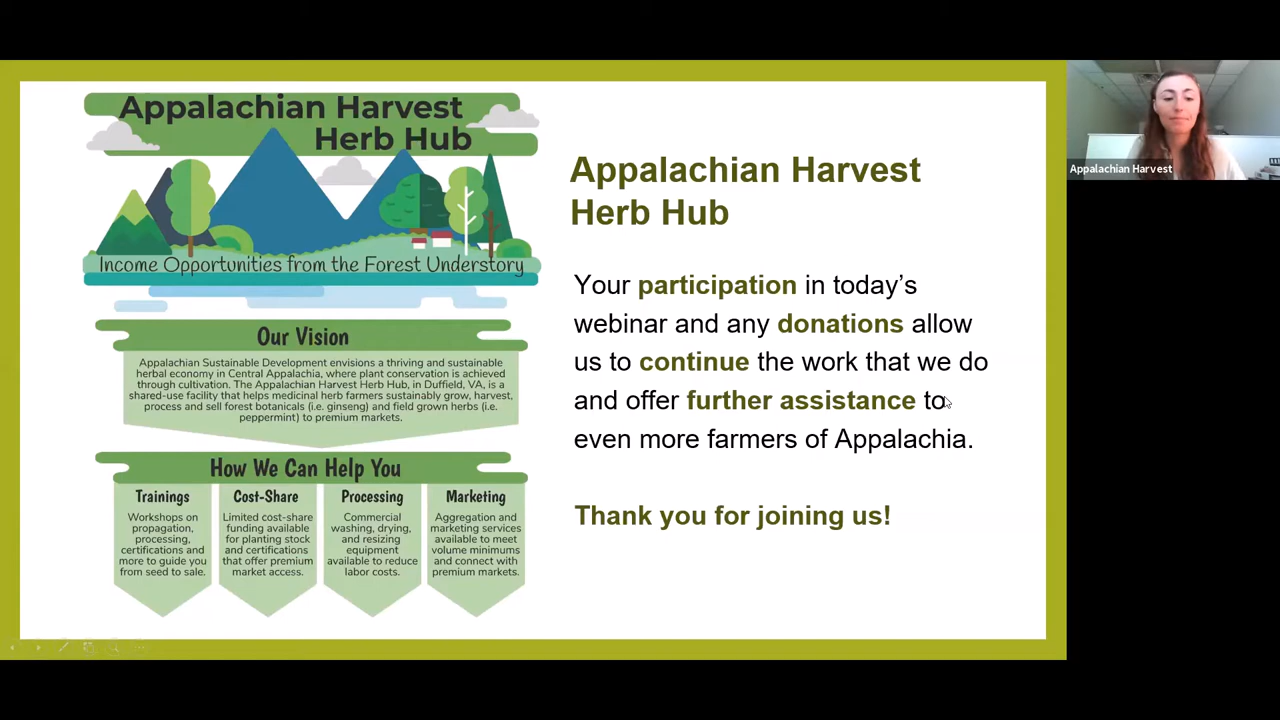 Appalachian Harvest
Herb Hub
Income Opportunities from the Forest Understory
Our Vision
Appalachian Sustainable Development envisions a thriving and sustainable
herbal economy in Central Appalachia, where plant conservation is achieved
through cultivation. The Appalachian Harvest Herb Hub, in Duffield, VA, is a
shared-use facility that helps medicinal herb farmers sustainably grow, harvest,
process and sell forest botanicals (i.e. ginseng) and field grown herbs (i.e.
peppermint) to premium markets.
How We Can Help You
Trainings
Workshops on
propagation,
processing,
certifications and
more to guide you
from seed to sale.
Cost-Share
Limited cost-share
funding available
for planting stock
and certifications
that offer premium
market access.
Processing
Commercial
washing, drying,
and resizing
equipment
available to reduce
labor costs.
Marketing
Aggregation and
marketing services
available to meet
volume minimums
and connect with
premium markets.
Appalachian Harvest
Herb Hub
Your participation in today’s
webinar and any donations allow
us to continue the work that we do
and offer further assistance to
even more farmers of Appalachia.
Thank you for joining us!
Appalachian Harvest